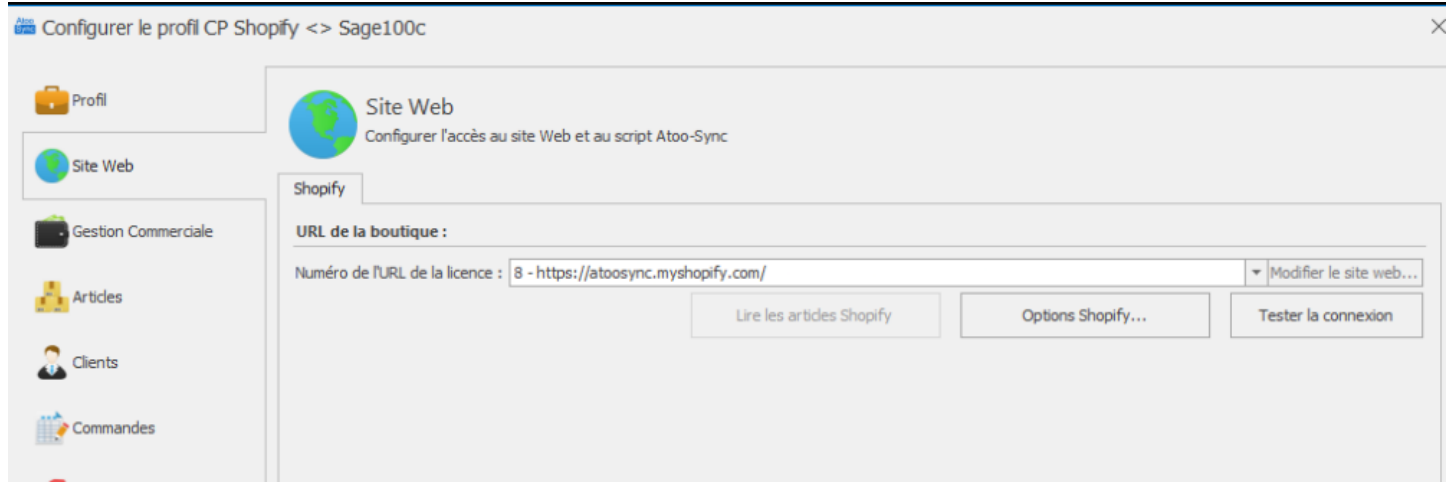 Atoo Sync
Configurer le profil CP Shopify <> Sage100c
Profil
Site Web
Gestion Commerciale
Articles
Clients
Commandes
Site Web
Configurer l'accès au site Web et au script Atoo-Sync
Shopify
URL de la boutique :
Numéro de l'URL de la licence : 8 - https://atoosync.myshopify.com/ Modifier le site web...
Lire les articles Shopify Options Shopify... Tester la connexion